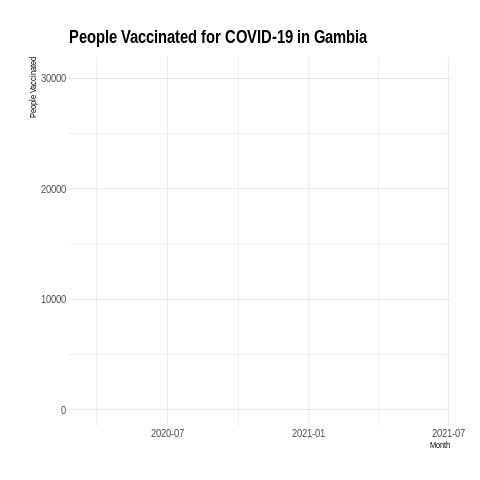 People Vaccinated for COVID-19 in Gambia
People Vaccinated
30000
20000
10000
0
2020-07 2021-01 2021-07
Month